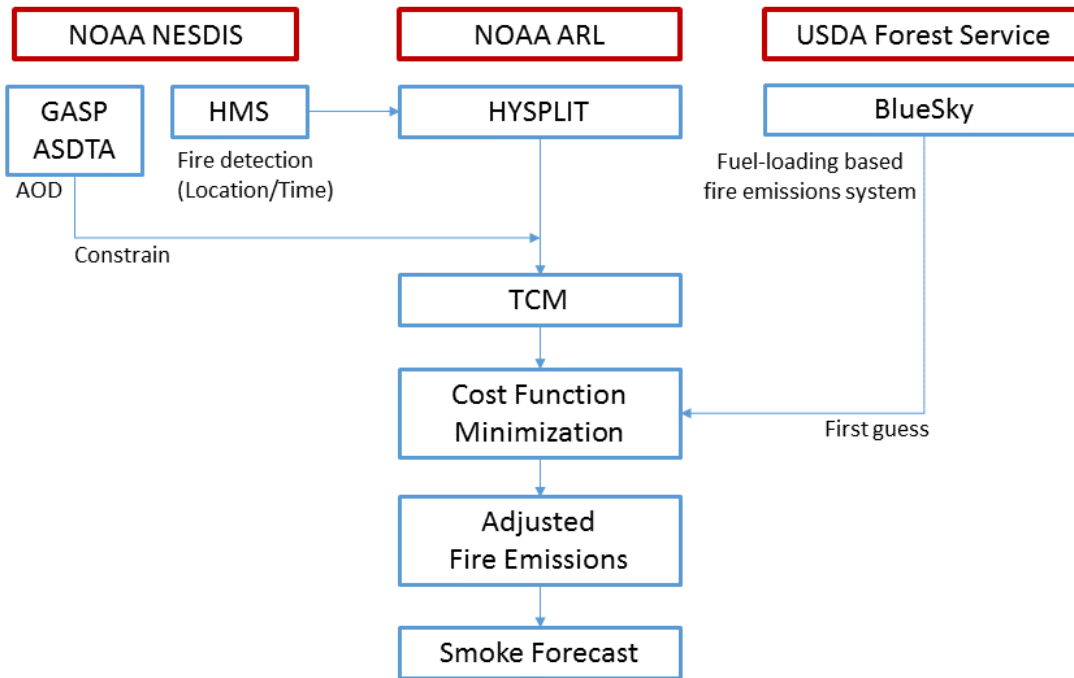 NOAA NESDIS
NOAA ARL
USDA Forest Service
GASP
ASDTA
HMS
HYSPLIT
BlueSky
AOD
Fire detection
(Location/Time)
Fuel-loading based
fire emissions system
Constrain
TCM
Cost Function
Minimization
First guess
Adjusted
Fire Emissions
Smoke Forecast